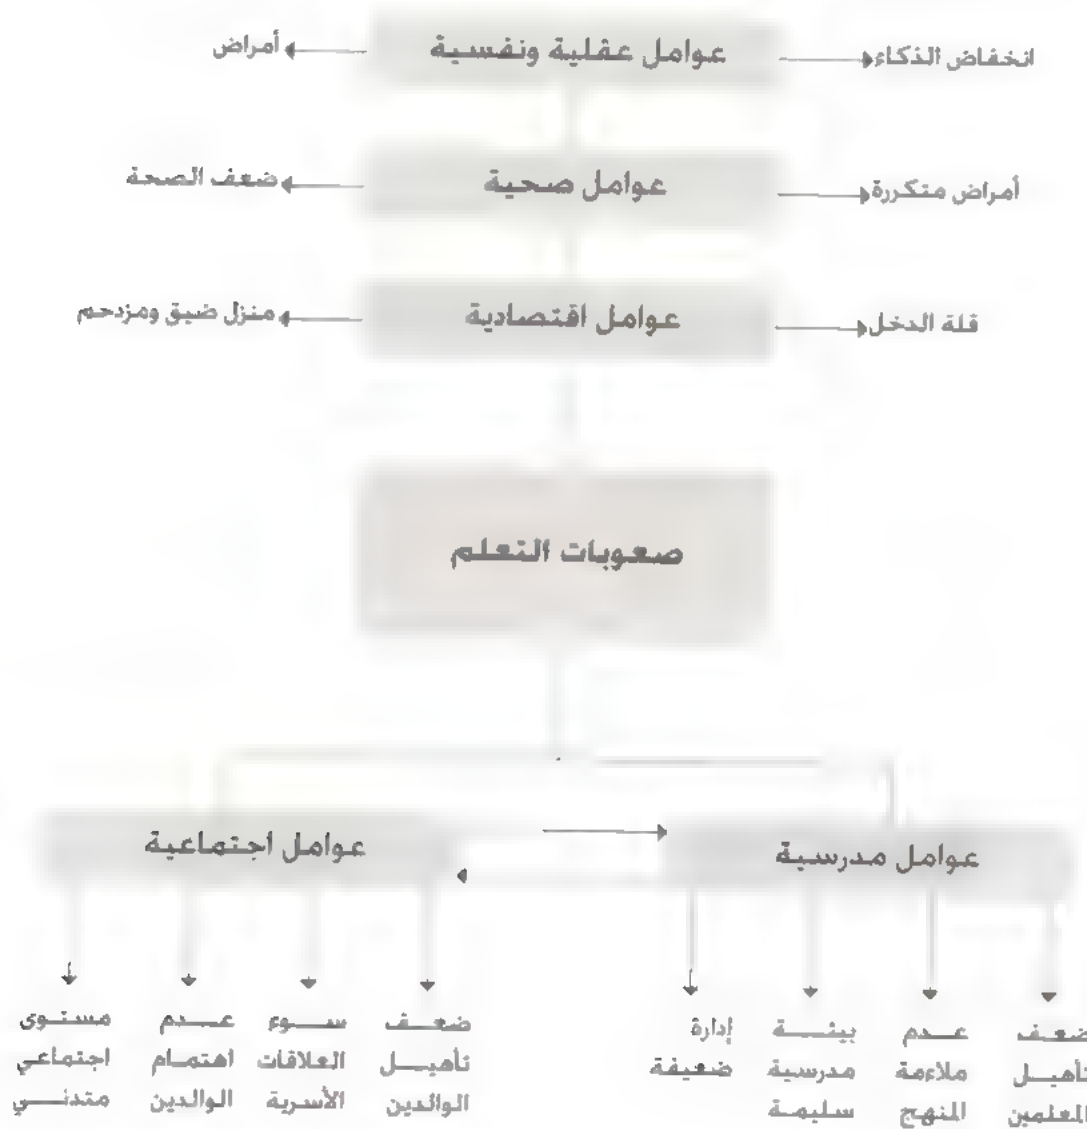 انخفاض الذكاء
عوامل عقلية ونفسية
أمراض
أمراض متكررة
عوامل صحية
ضعف الصحة
قلة الدخل
عوامل اقتصادية
منزل ضيق ومزدحم
صعوبات التعلم
عوامل مدرسية
ضعف
تأهيل
المعلمين
عدم
ملاءمة
المنهج
بيئة
مدرسية
سليمة
إدارة
ضعيفة
عوامل اجتماعية
ضعف
تأهيل
الوالدين
سوء
العلاقات
الأسرية
عدم
اهتمام
الوالدين
مستوى
اجتماعي
متدني